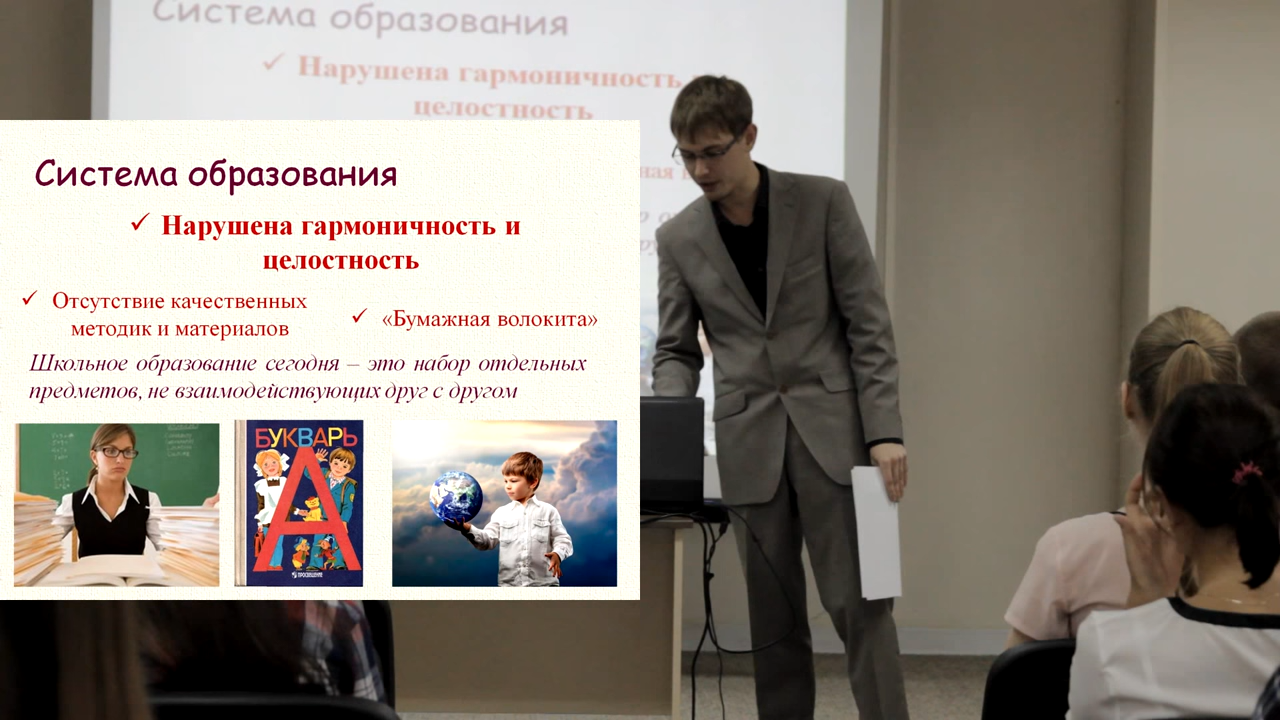 Система образования
✓ Нарушена гармоничность
целостность
Система образования
✓ Нарушена гармоничность и
целостность
✓ Отсутствие качественных
методик и материалов
✓ «Бумажная волокита»
Школьное образование сегодня – это набор отдельных
предметов, не взаимодействующих друг с другом
БУКВАРЬ
А
ПРОСВЕЩЕНИЕ